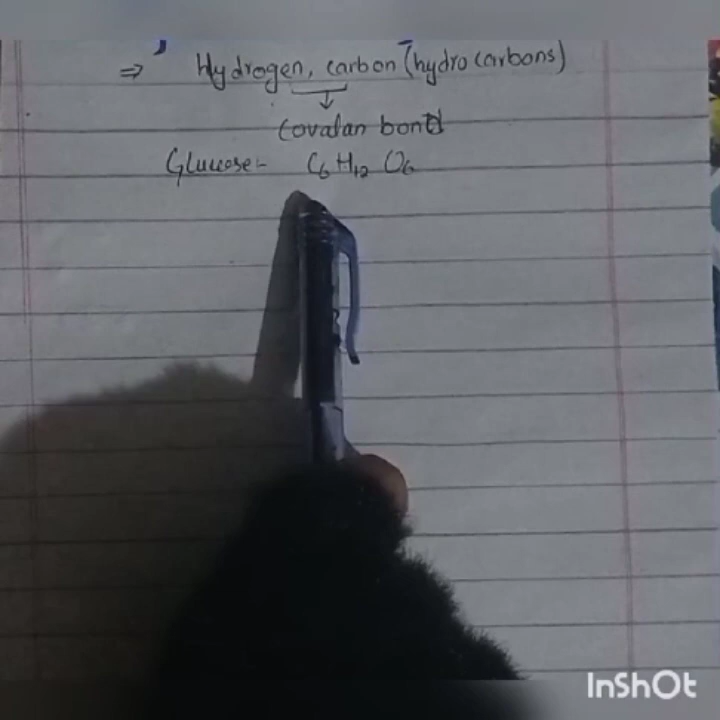 ⇒ Hydrogen, carbon (hydrocarbons)
↓
Covalan bond
Glucose:- C₆H₁₂O₆
InShOt